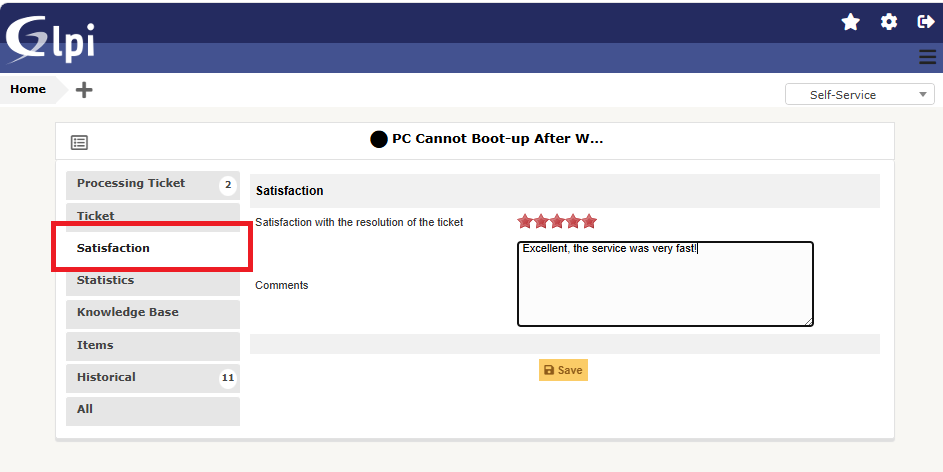 Glpi
Home
Self-Service
PC Cannot Boot-up After W...
Processing Ticket 2
Ticket
Satisfaction
Statistics
Knowledge Base
Items
Historical 11
All
Satisfaction
Satisfaction with the resolution of the ticket
Comments
Excellent, the service was very fast!
Save